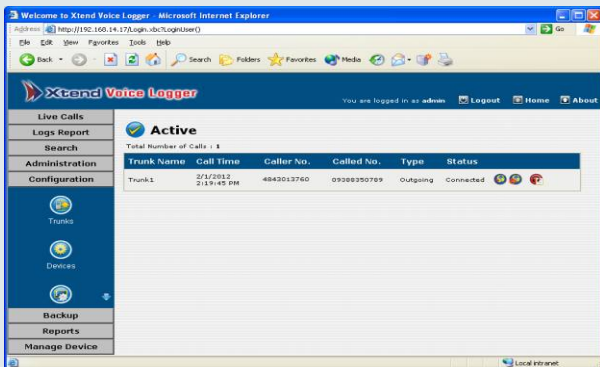 Welcome to Xtend Voice Logger - Microsoft Internet Explorer
Address http://192.168.14.17/Login.xbc?LoginUser() Go
File Edit View Favorites Tools Help
Back Search Folders Favorites Media
Xtend Voice Logger
You are logged in as admin Logout Home About
Live Calls
Logs Report
Search
Administration
Configuration
Trunks
Devices
Backup
Reports
Manage Device
Active
Total Number of Calls : 1
Trunk Name Call Time Caller No. Called No. Type Status
Trunk1 2/1/2012 2:19:45 PM 4843013760 09388350789 Outgoing Connected
Local intranet